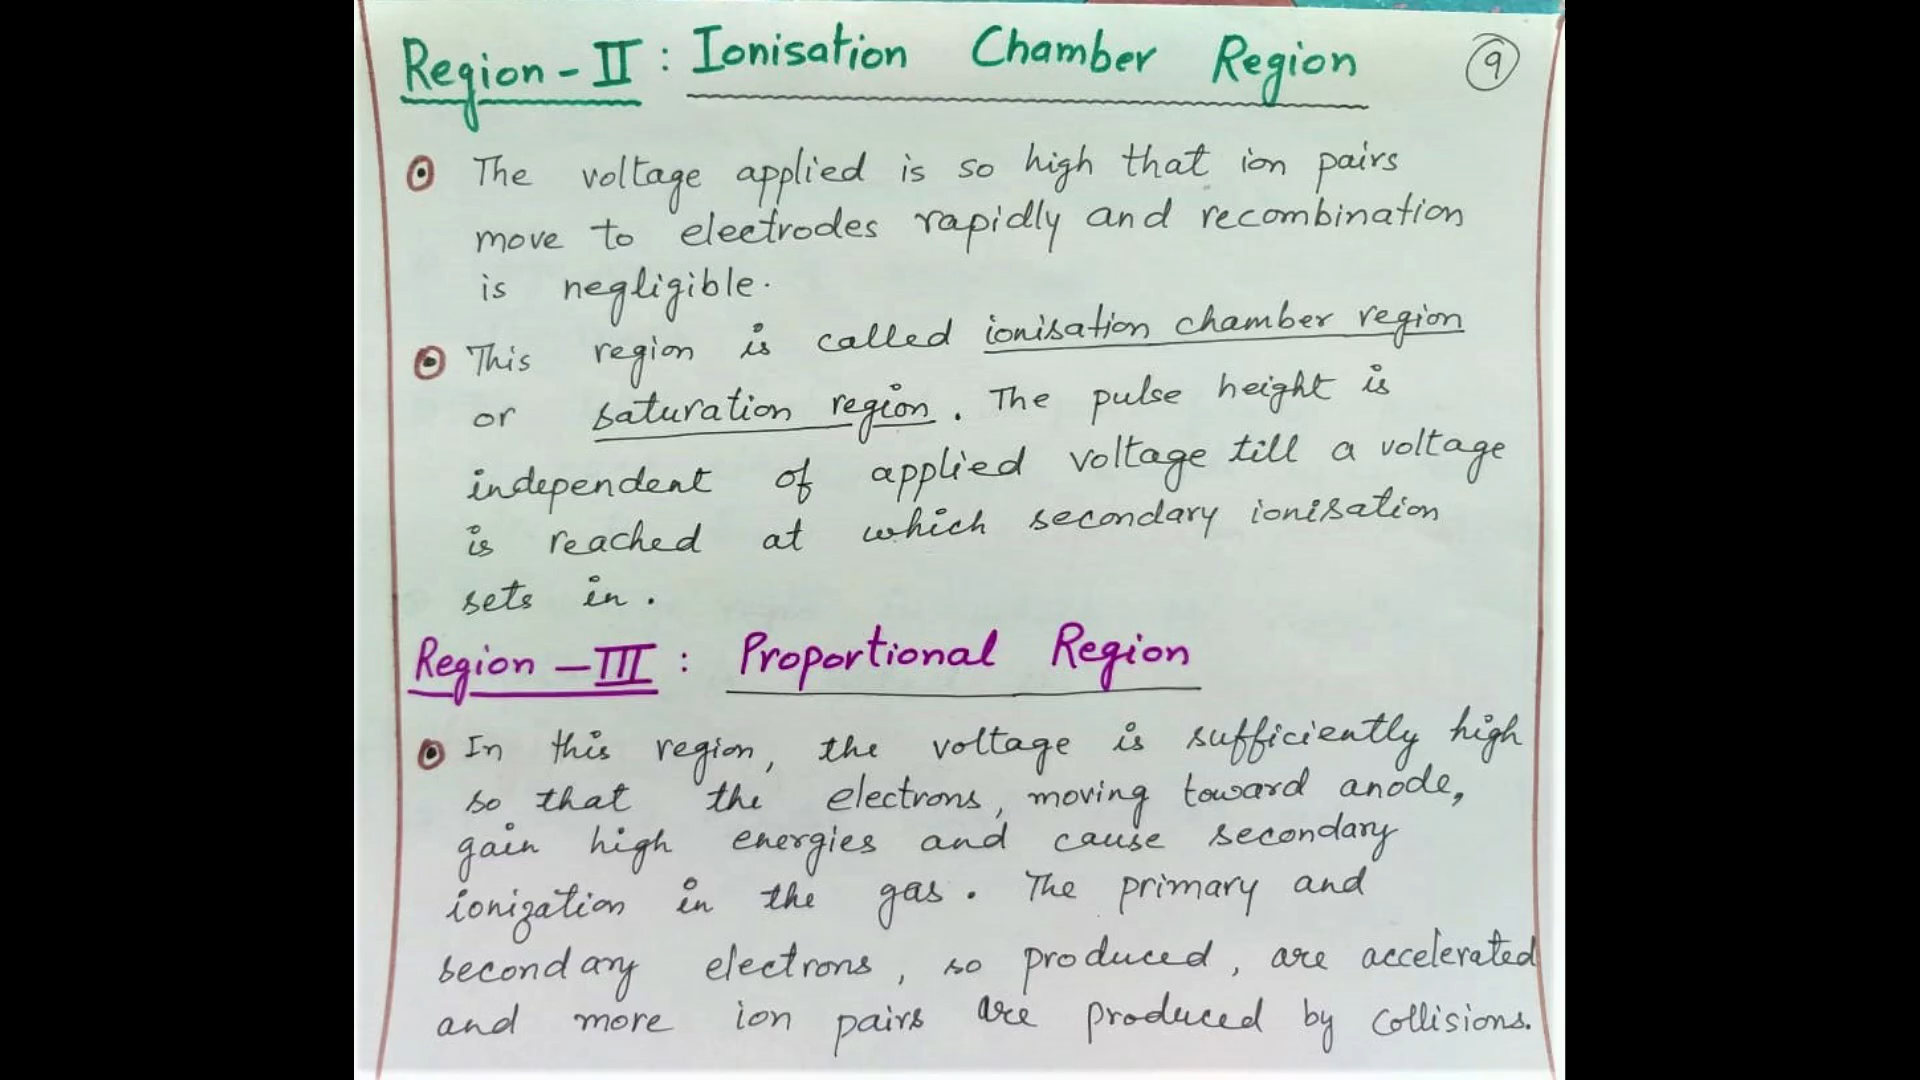 Region - II : Ionisation Chamber Region 9
The voltage applied is so high that ion pairs
move to electrodes rapidly and recombination
is negligible.
This region is called ionisation chamber region
or saturation region. The pulse height is
independent of applied voltage till a voltage
is reached at which secondary ionisation
sets in.
Region - III : Proportional Region
In this region, the voltage is sufficiently high
so that the electrons, moving toward anode,
gain high energies and cause secondary
ionization in the gas. The primary and
secondary electrons, so produced, are accelerated
and more ion pairs are produced by collisions.